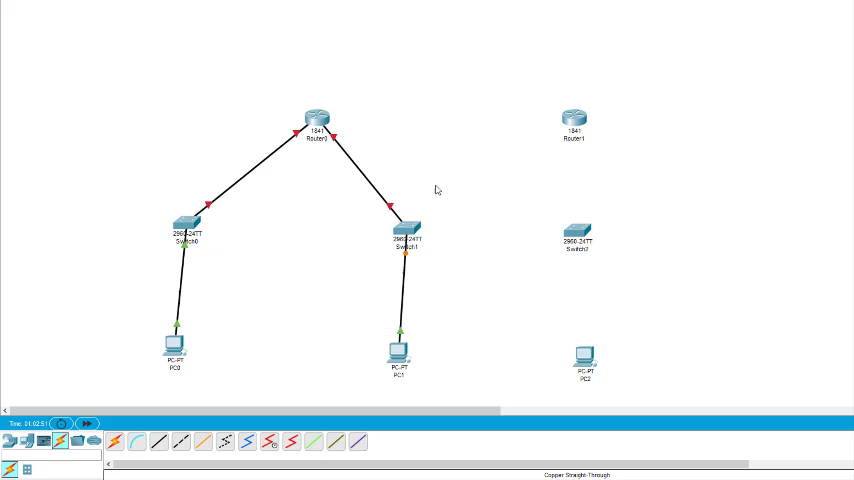 1841
Router0
1841
Router1
2960-24TT
Switch0
2960-24TT
Switch1
2960-24TT
Switch2
PC-PT
PC0
PC-PT
PC1
PC-PT
PC2
Time: 01:02:51
Copper Straight-Through